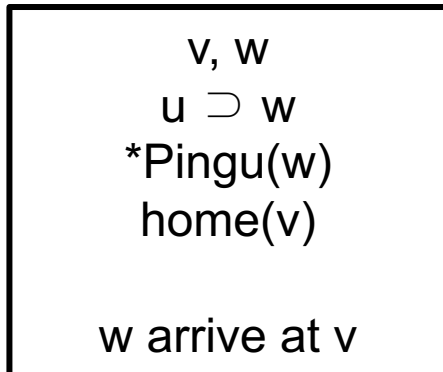 v, w
u ⊃ w
*Pingu(w)
home(v)
w arrive at v